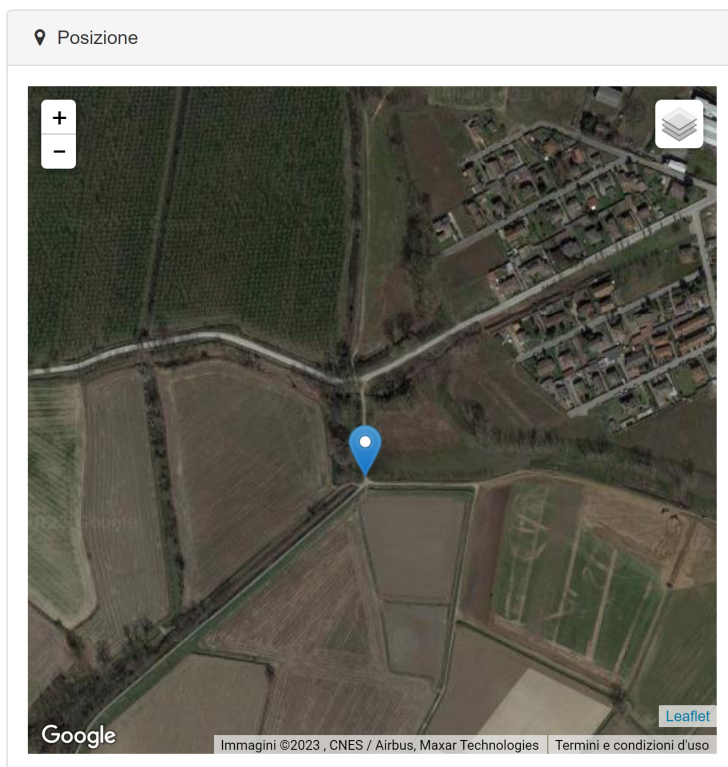 Posizione
+
−
Google
Leaflet
Immagini ©2023 , CNES / Airbus, Maxar Technologies
Termini e condizioni d'uso